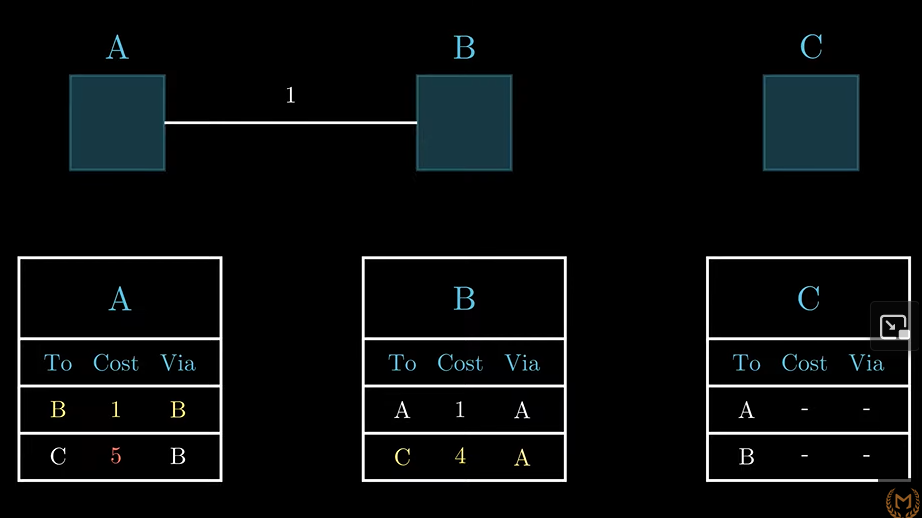 A B C
1
A B C
To Cost Via To Cost Via To Cost Via
B 1 B A 1 A A - -
C 5 B C 4 A B - -
M